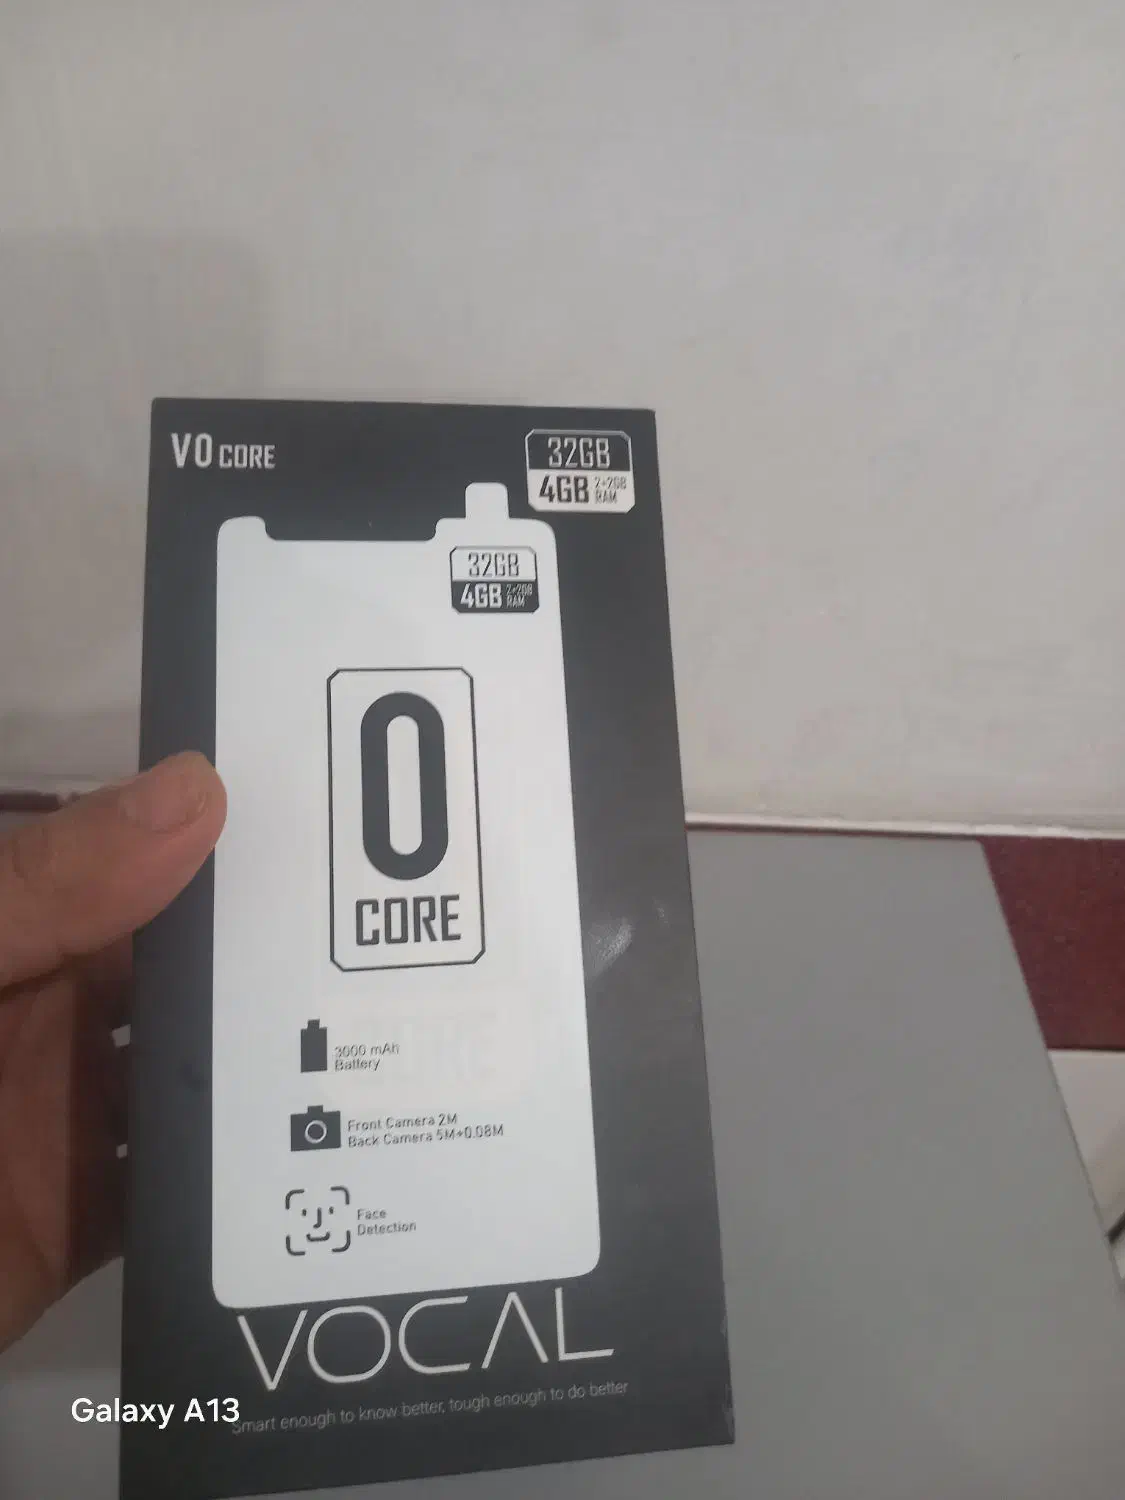 V0 CORE
32GB
4GB 2+2GB RAM
32GB
4GB 2+2GB RAM
0
CORE
3000 mAh
Battery
Front Camera 2M
Back Camera 5M+0.08M
Face
Detection
VOCAL
Smart enough to know better, tough enough to do better
Galaxy A13